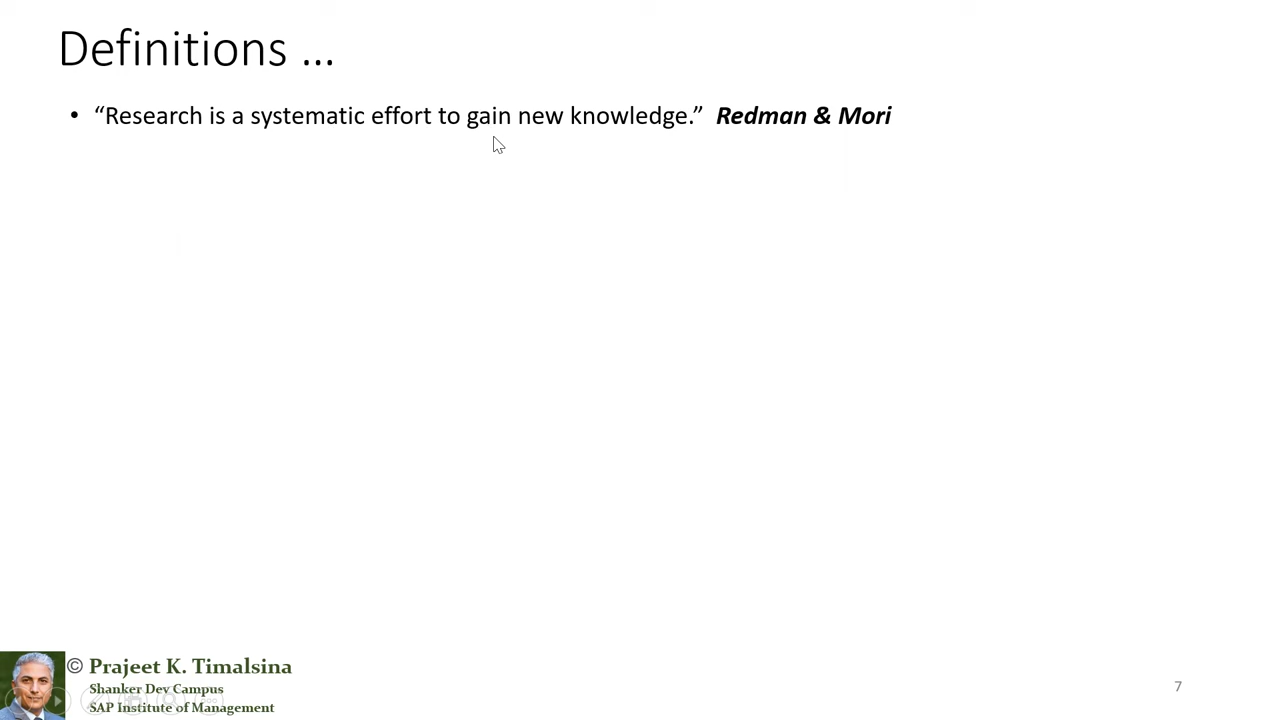 Definitions ...
• “Research is a systematic effort to gain new knowledge.” Redman & Mori
© Prajeet K. Timalsina
Shanker Dev Campus
SAP Institute of Management
7